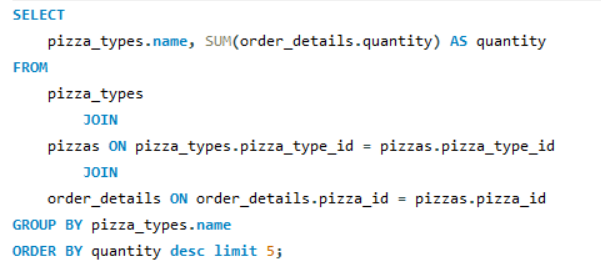 SELECT
pizza_types.name, SUM(order_details.quantity) AS quantity
FROM
pizza_types
JOIN
pizzas ON pizza_types.pizza_type_id = pizzas.pizza_type_id
JOIN
order_details ON order_details.pizza_id = pizzas.pizza_id
GROUP BY pizza_types.name
ORDER BY quantity desc limit 5;